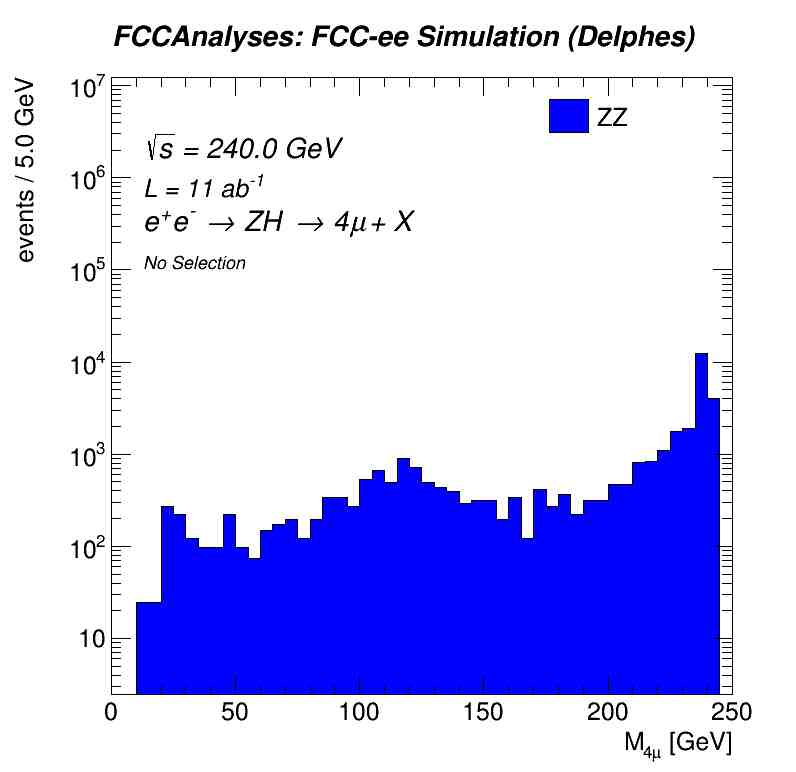 FCCAnalyses: FCC-ee Simulation (Delphes)
events / 5.0 GeV
10⁷
10⁶
10⁵
10⁴
10³
10²
10
ZZ
√s = 240.0 GeV
L = 11 ab⁻¹
e⁺e⁻ → ZH → 4μ + X
No Selection
0 50 100 150 200 250
M₄μ [GeV]